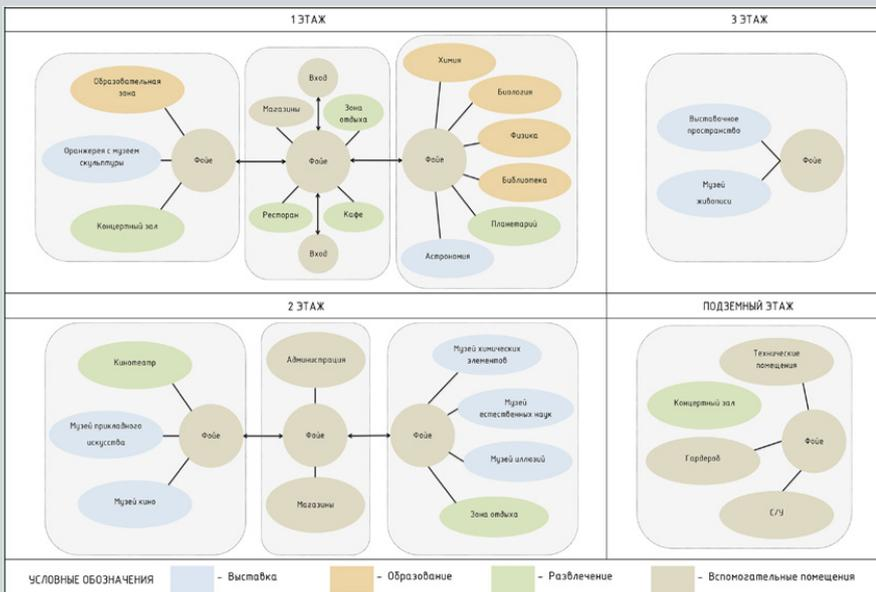 1 ЭТАЖ
Образовательная
зона
Оранжерея с музеем
скульптуры
Концертный зал
Фойе
Вход
Магазины
Зона
отдыха
Фойе
Ресторан
Кафе
Вход
Фойе
Химия
Биология
Физика
Библиотека
Планетарий
Астрономия
3 ЭТАЖ
Выставочное
пространство
Музей
живописи
Фойе
2 ЭТАЖ
Кинотеатр
Музей прикладного
искусства
Музей кино
Фойе
Администрация
Фойе
Магазины
Фойе
Музей химических
элементов
Музей
естественных наук
Музей иллюзий
Зона отдыха
ПОДЗЕМНЫЙ ЭТАЖ
Технические
помещения
Концертный зал
Гардероб
Фойе
С/У
УСЛОВНЫЕ ОБОЗНАЧЕНИЯ - Выставка - Образование - Развлечение - Вспомогательные помещения